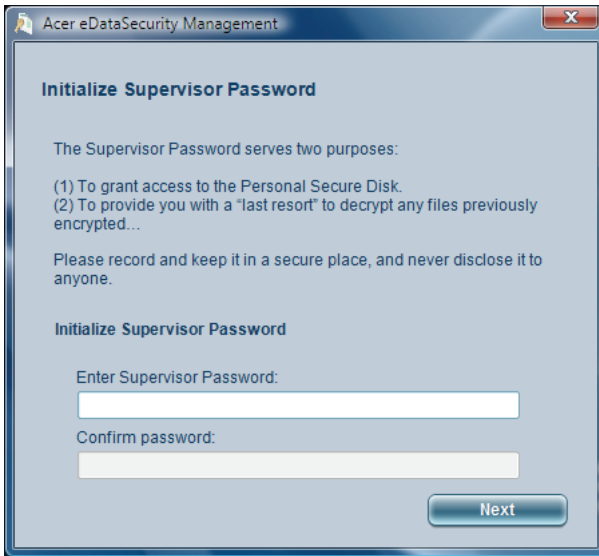 Acer eDataSecurity Management
Initialize Supervisor Password
The Supervisor Password serves two purposes:
(1) To grant access to the Personal Secure Disk.
(2) To provide you with a “last resort” to decrypt any files previously
encrypted...
Please record and keep it in a secure place, and never disclose it to
anyone.
Initialize Supervisor Password
Enter Supervisor Password:
Confirm password:
Next